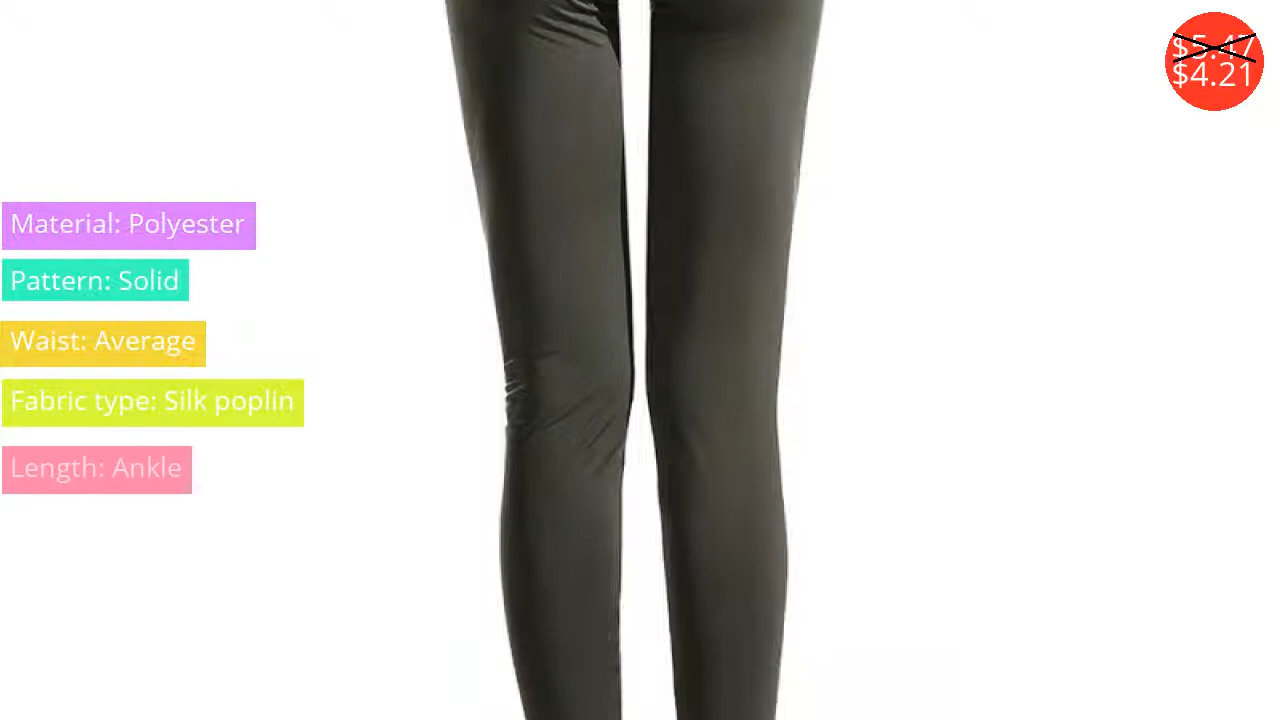 $5.47
$4.21
Material: Polyester
Pattern: Solid
Waist: Average
Fabric type: Silk poplin
Length: Ankle